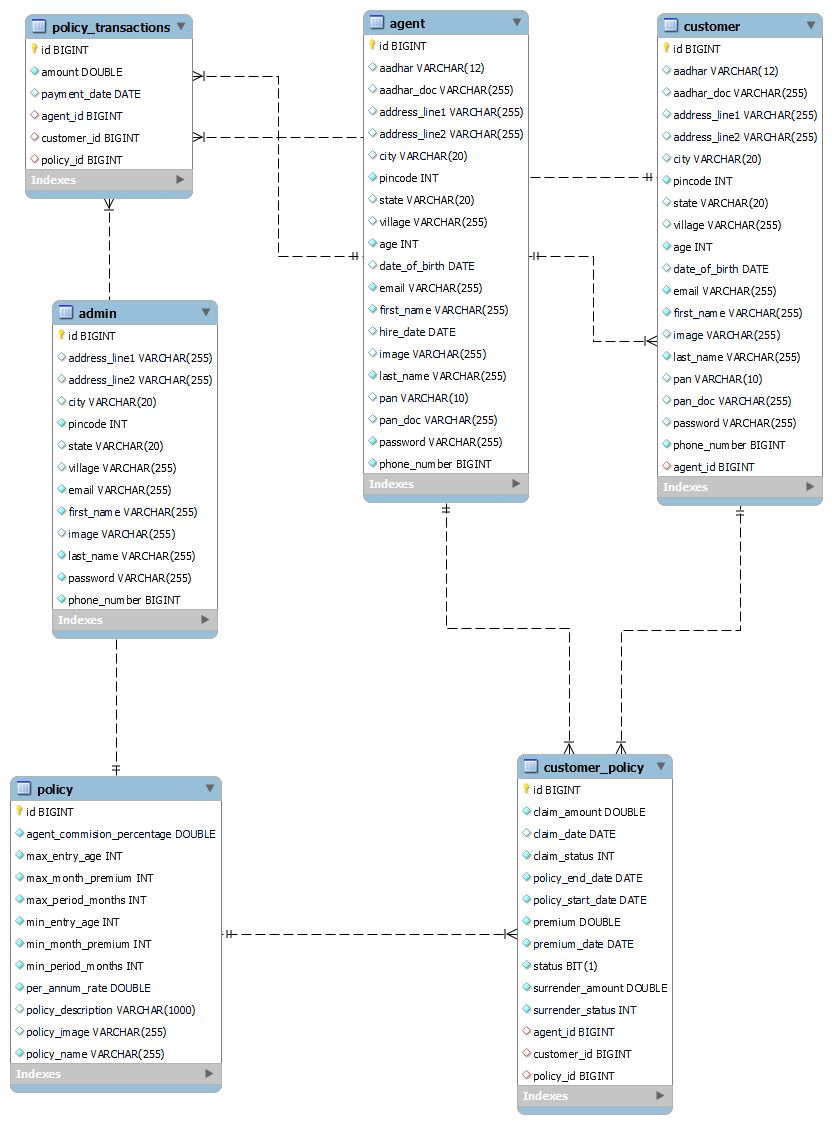 policy_transactions
id BIGINT
amount DOUBLE
payment_date DATE
agent_id BIGINT
customer_id BIGINT
policy_id BIGINT
Indexes
agent
id BIGINT
aadhar VARCHAR(12)
aadhar_doc VARCHAR(255)
address_line1 VARCHAR(255)
address_line2 VARCHAR(255)
city VARCHAR(20)
pincode INT
state VARCHAR(20)
village VARCHAR(255)
age INT
date_of_birth DATE
email VARCHAR(255)
first_name VARCHAR(255)
hire_date DATE
image VARCHAR(255)
last_name VARCHAR(255)
pan VARCHAR(10)
pan_doc VARCHAR(255)
password VARCHAR(255)
phone_number BIGINT
Indexes
customer
id BIGINT
aadhar VARCHAR(12)
aadhar_doc VARCHAR(255)
address_line1 VARCHAR(255)
address_line2 VARCHAR(255)
city VARCHAR(20)
pincode INT
state VARCHAR(20)
village VARCHAR(255)
age INT
date_of_birth DATE
email VARCHAR(255)
first_name VARCHAR(255)
image VARCHAR(255)
last_name VARCHAR(255)
pan VARCHAR(10)
pan_doc VARCHAR(255)
password VARCHAR(255)
phone_number BIGINT
agent_id BIGINT
Indexes
admin
id BIGINT
address_line1 VARCHAR(255)
address_line2 VARCHAR(255)
city VARCHAR(20)
pincode INT
state VARCHAR(20)
village VARCHAR(255)
email VARCHAR(255)
first_name VARCHAR(255)
image VARCHAR(255)
last_name VARCHAR(255)
password VARCHAR(255)
phone_number BIGINT
Indexes
policy
id BIGINT
agent_commision_percentage DOUBLE
max_entry_age INT
max_month_premium INT
max_period_months INT
min_entry_age INT
min_month_premium INT
min_period_months INT
per_annum_rate DOUBLE
policy_description VARCHAR(1000)
policy_image VARCHAR(255)
policy_name VARCHAR(255)
Indexes
customer_policy
id BIGINT
claim_amount DOUBLE
claim_date DATE
claim_status INT
policy_end_date DATE
policy_start_date DATE
premium DOUBLE
premium_date DATE
status BIT(1)
surrender_amount DOUBLE
surrender_status INT
agent_id BIGINT
customer_id BIGINT
policy_id BIGINT
Indexes